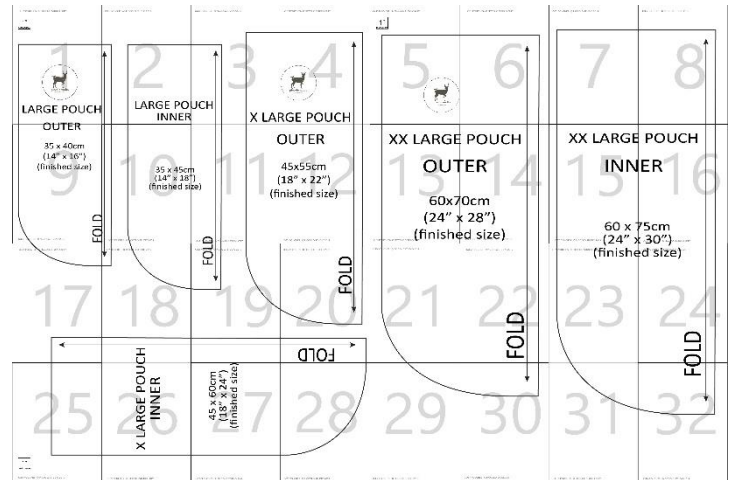 1"
1 2 3 4 5 6 7 8
LARGE POUCH
OUTER
35 x 40cm
(14" x 16")
(finished size)
FOLD
LARGE POUCH
INNER
35 x 45cm
(14" x 18")
(finished size)
FOLD
X LARGE POUCH
OUTER
45x55cm
(18" x 22")
(finished size)
FOLD
XX LARGE POUCH
OUTER
60x70cm
(24" x 28")
(finished size)
FOLD
XX LARGE POUCH
INNER
60 x 75cm
(24" x 30")
(finished size)
FOLD
9 10 11 12 13 14 15 16
17 18 19 20 21 22 23 24
X LARGE POUCH
INNER
45 x 60cm
(18" x 24")
(finished size)
FOLD
25 26 27 28 29 30 31 32